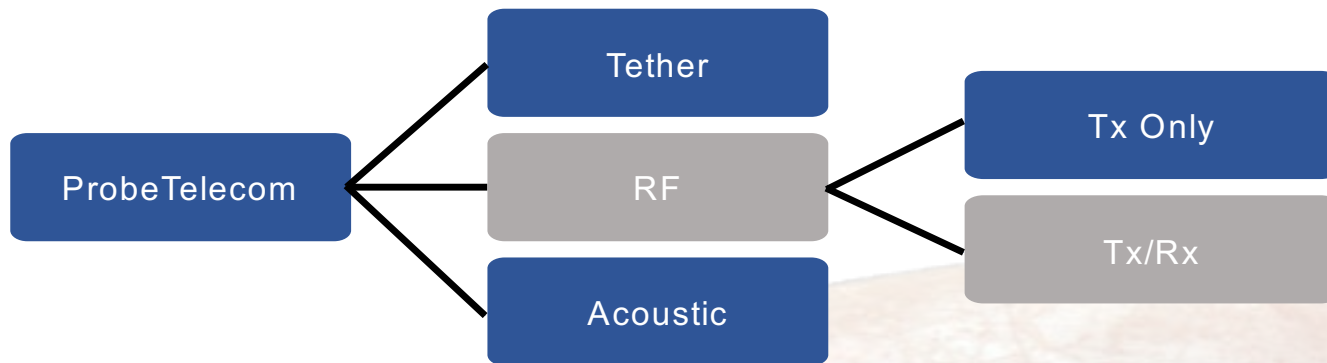 ProbeTelecom
Tether
RF
Acoustic
Tx Only
Tx/Rx